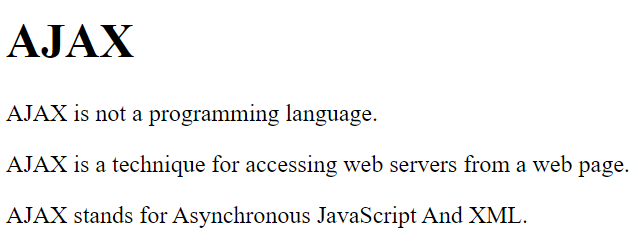 AJAX
AJAX is not a programming language.
AJAX is a technique for accessing web servers from a web page.
AJAX stands for Asynchronous JavaScript And XML.